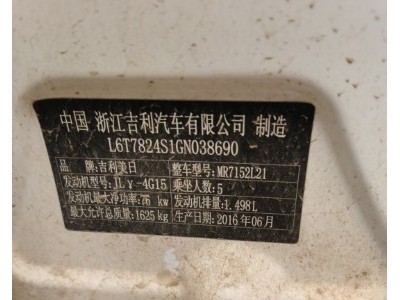 中国 浙江吉利汽车有限公司 制造
L6T7824S1GN038690
品 牌:吉利美日 整车型号:MR7152L21
发动机型号:JLγ-4G15 乘坐人数:5
发动机最大净功率:76 kw 发动机排量:1.498L
最大允许总质量:1625kg 生产日期:2016年06月